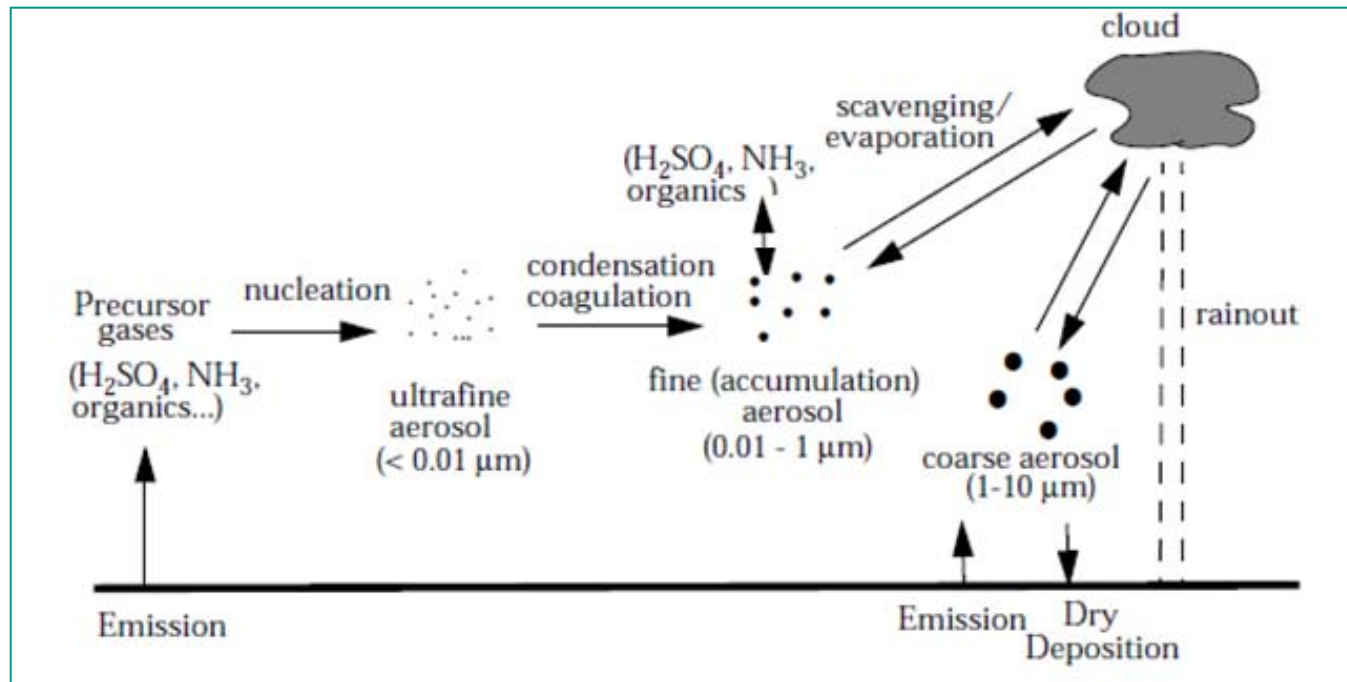 cloud
scavenging/
evaporation
(H₂SO₄, NH₃,
organics
nucleation
condensation
coagulation
Precursor
gases
(H₂SO₄, NH₃,
organics...)
ultrafine
aerosol
(< 0.01 µm)
fine (accumulation)
aerosol
(0.01 - 1 µm)
coarse aerosol
(1-10 µm)
rainout
Emission
Emission
Dry
Deposition